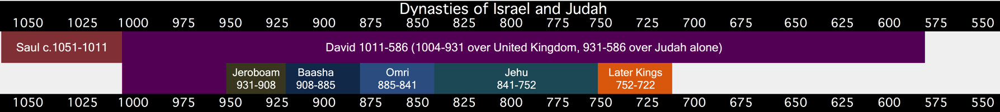 Dynasties of Israel and Judah
1050 1025 1000 975 950 925 900 875 850 825 800 775 750 725 700 675 650 625 600 575 550
Saul c.1051-1011
David 1011-586 (1004-931 over United Kingdom, 931-586 over Judah alone)
Jeroboam
931-908
Baasha
908-885
Omri
885-841
Jehu
841-752
Later Kings
752-722
1050 1025 1000 975 950 925 900 875 850 825 800 775 750 725 700 675 650 625 600 575 550